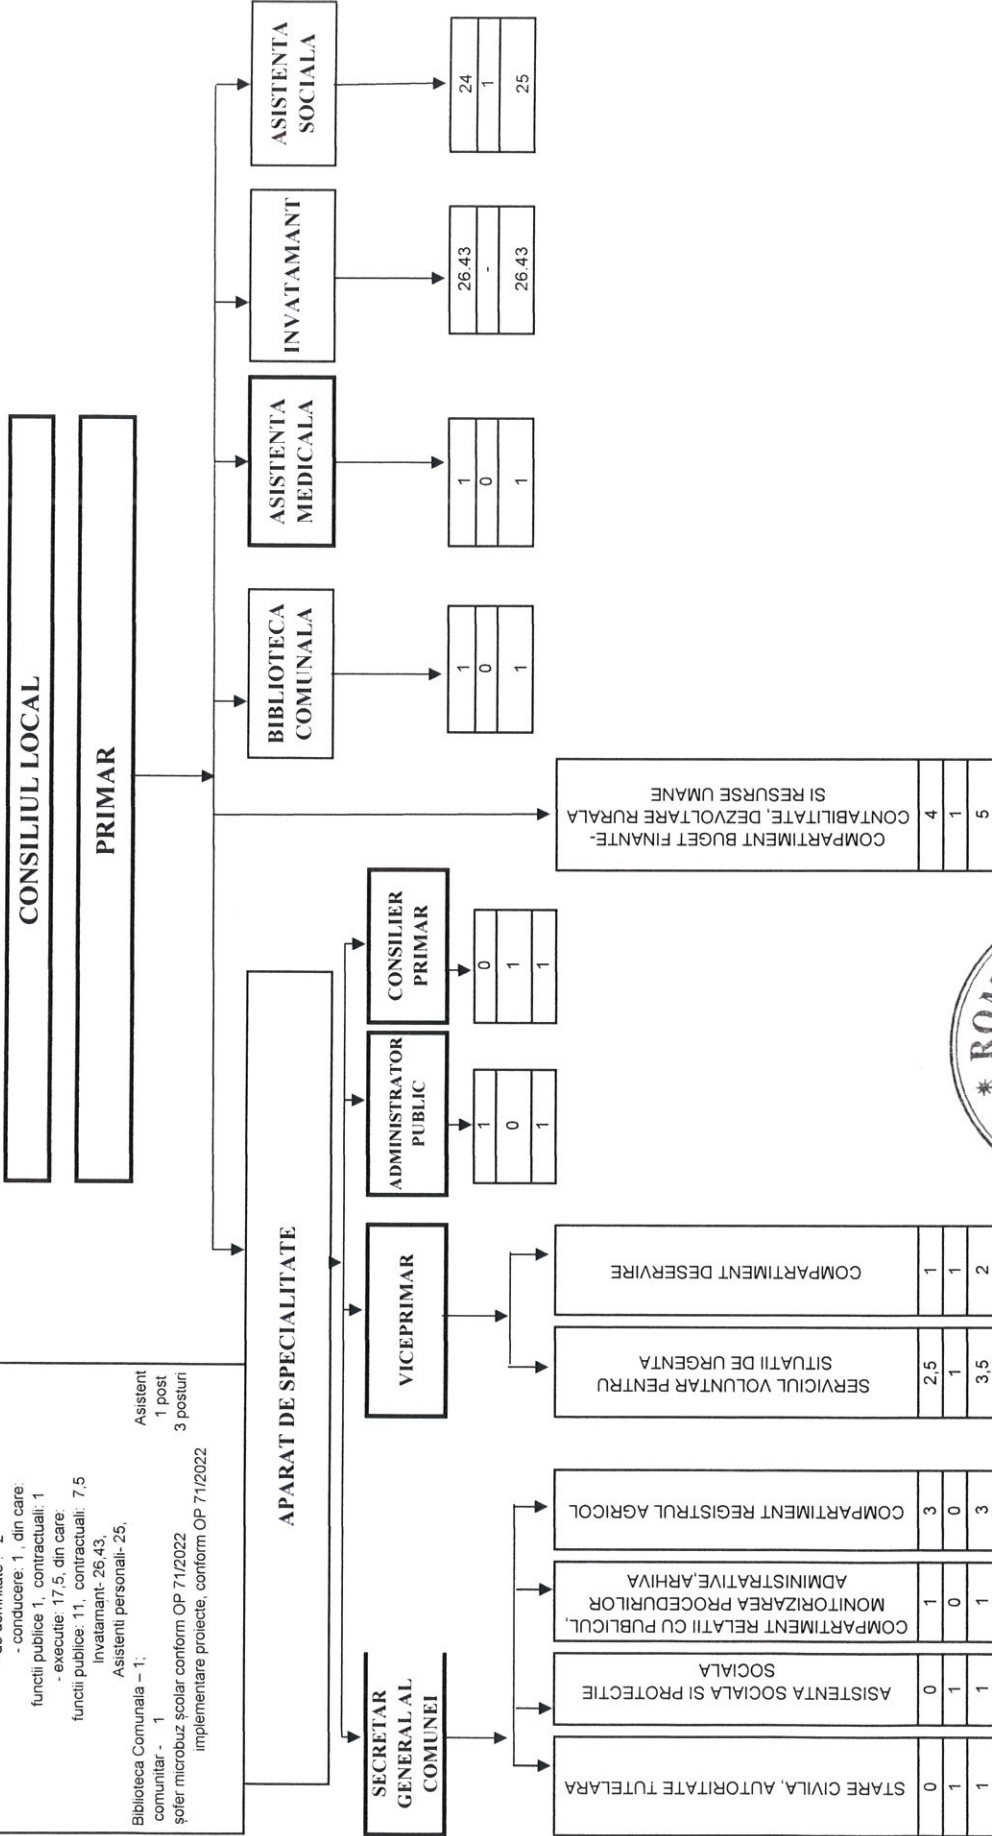 CONSILIUL LOCAL
PRIMAR
- conducere: 1 , din care:
functii publice 1, contractuali: 1
- executie: 17,5, din care:
functii publice: 11, contractuali: 7,5
Invatamant- 26,43,
Asistenti personali- 25,
Biblioteca Comunala – 1; Asistent
comunitar - 1 1 post
șofer microbuz școlar conform OP 71/2022 3 posturi
implementare proiecte, conform OP 71/2022
APARAT DE SPECIALITATE
BIBLIOTECA
COMUNALA
1
0
1
ASISTENTA
MEDICALA
1
0
1
INVATAMANT
26.43
-
26.43
ASISTENTA
SOCIALA
24
1
25
SECRETAR
GENERAL AL
COMUNEI
VICEPRIMAR
ADMINISTRATOR
PUBLIC
1
0
1
CONSILIER
PRIMAR
0
1
1
STARE CIVILA, AUTORITATE TUTELARA
0
1
1
ASISTENTA SOCIALA SI PROTECTIE
SOCIALA
0
1
1
COMPARTIMENT RELATII CU PUBLICUL,
MONITORIZAREA PROCEDURILOR
ADMINISTRATIVE,ARHIVA
1
0
1
COMPARTIMENT REGISTRUL AGRICOL
3
0
3
SERVICIUL VOLUNTAR PENTRU
SITUATII DE URGENTA
2,5
1
3,5
COMPARTIMENT DESERVIRE
1
1
2
COMPARTIMENT BUGET FINANTE-
CONTABILITATE, DEZVOLTARE RURALA
SI RESURSE UMANE
4
1
5